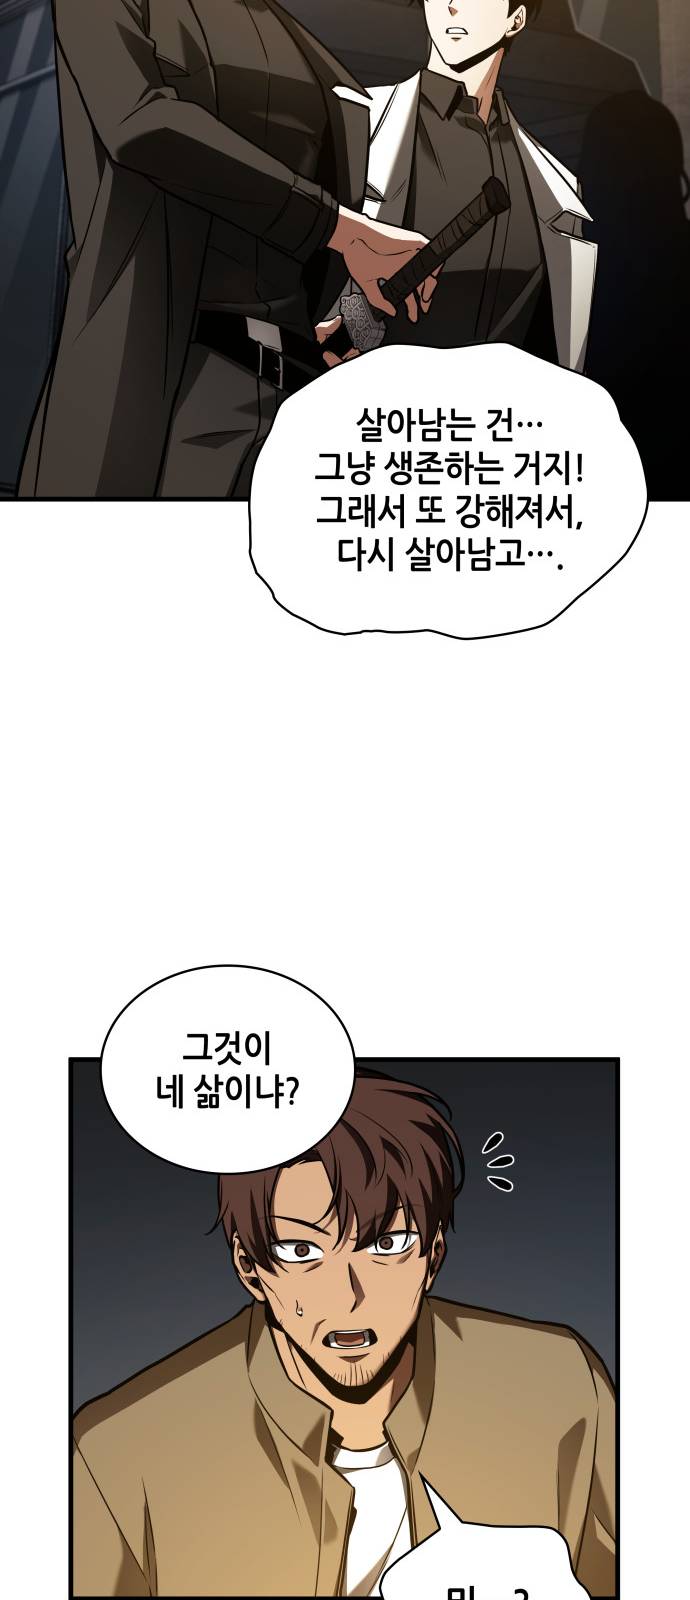 살아남는 건…
그냥 생존하는 거지!
그래서 또 강해져서,
다시 살아남고….
그것이
네 삶이냐?